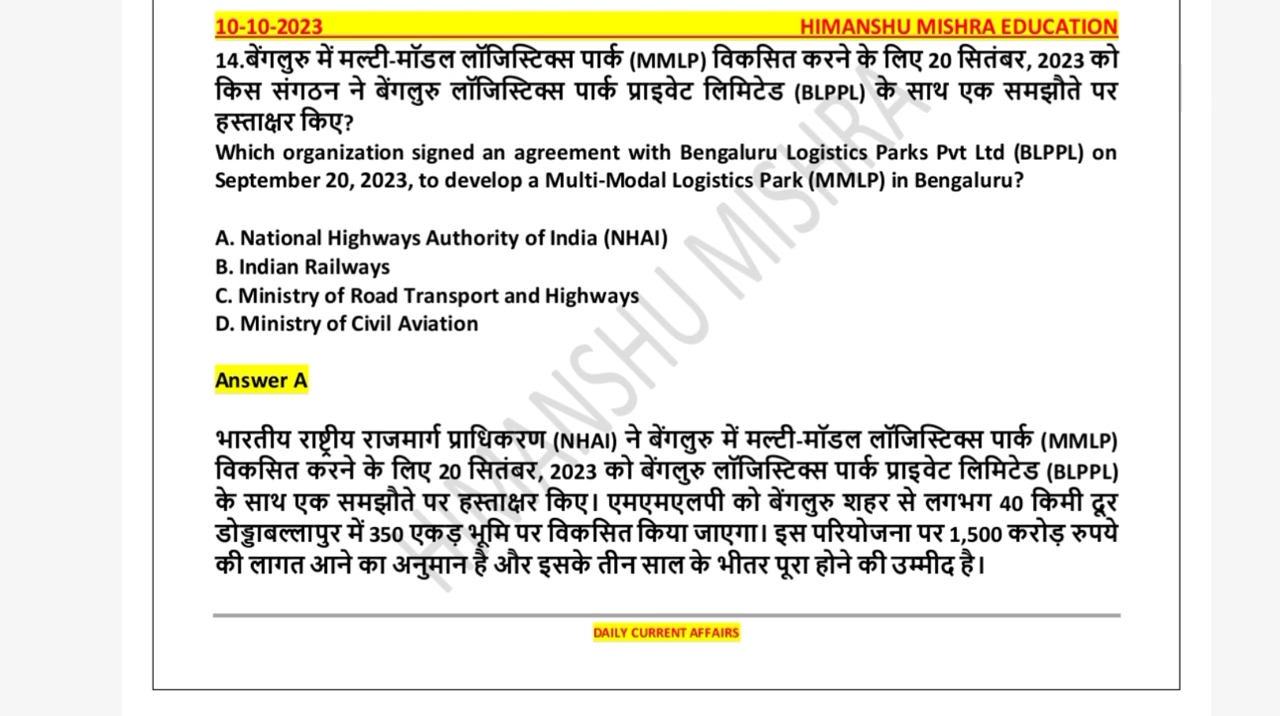 10-10-2023 HIMANSHU MISHRA EDUCATION
14.बेंगलुरु में मल्टी-मॉडल लॉजिस्टिक्स पार्क (MMLP) विकसित करने के लिए 20 सितंबर, 2023 को
किस संगठन ने बेंगलुरु लॉजिस्टिक्स पार्क प्राइवेट लिमिटेड (BLPPL) के साथ एक समझौते पर
हस्ताक्षर किए?
Which organization signed an agreement with Bengaluru Logistics Parks Pvt Ltd (BLPPL) on
September 20, 2023, to develop a Multi-Modal Logistics Park (MMLP) in Bengaluru?
A. National Highways Authority of India (NHAI)
B. Indian Railways
C. Ministry of Road Transport and Highways
D. Ministry of Civil Aviation
Answer A
भारतीय राष्ट्रीय राजमार्ग प्राधिकरण (NHAI) ने बेंगलुरु में मल्टी-मॉडल लॉजिस्टिक्स पार्क (MMLP)
विकसित करने के लिए 20 सितंबर, 2023 को बेंगलुरु लॉजिस्टिक्स पार्क प्राइवेट लिमिटेड (BLPPL)
के साथ एक समझौते पर हस्ताक्षर किए। एमएमएलपी को बेंगलुरु शहर से लगभग 40 किमी दूर
डोड्डाबल्लापुर में 350 एकड़ भूमि पर विकसित किया जाएगा। इस परियोजना पर 1,500 करोड़ रुपये
की लागत आने का अनुमान है और इसके तीन साल के भीतर पूरा होने की उम्मीद है।
HIMANSHU MISHRA
DAILY CURRENT AFFAIRS